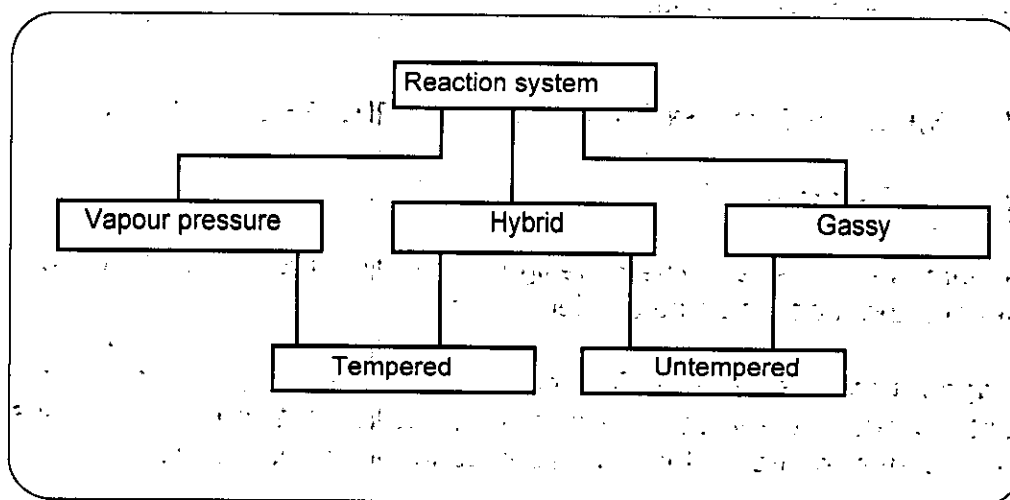 Reaction system
Vapour pressure
Hybrid
Gassy
Tempered
Untempered